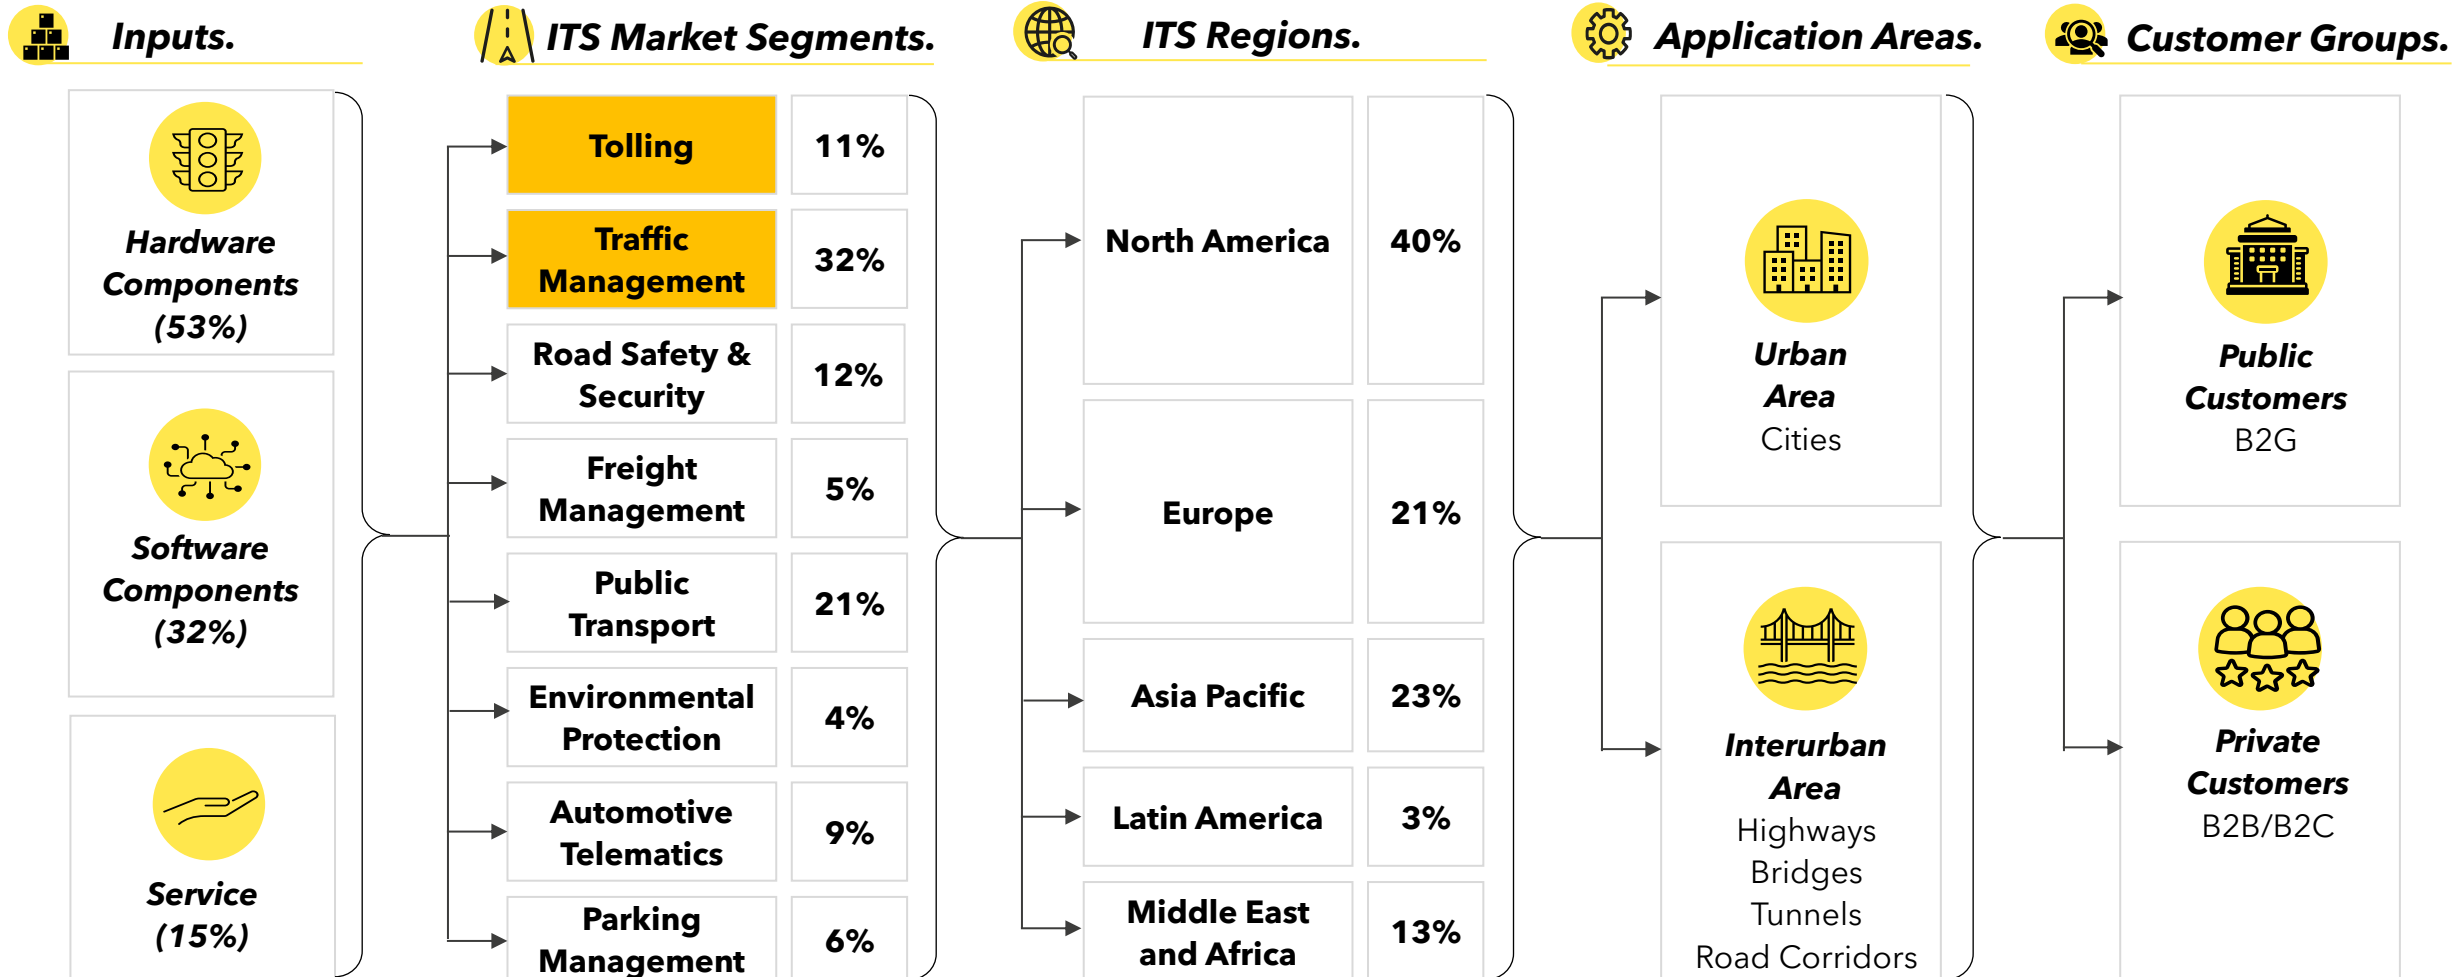 Inputs.
ITS Market Segments.
ITS Regions.
Application Areas.
Customer Groups.
Hardware
Components
(53%)
Software
Components
(32%)
Service
(15%)
Tolling
11%
Traffic
Management
32%
Road Safety &
Security
12%
Freight
Management
5%
Public
Transport
21%
Environmental
Protection
4%
Automotive
Telematics
9%
Parking
Management
6%
North America
40%
Europe
21%
Asia Pacific
23%
Latin America
3%
Middle East
and Africa
13%
Urban
Area
Cities
Interurban
Area
Highways
Bridges
Tunnels
Road Corridors
Public
Customers
B2G
Private
Customers
B2B/B2C